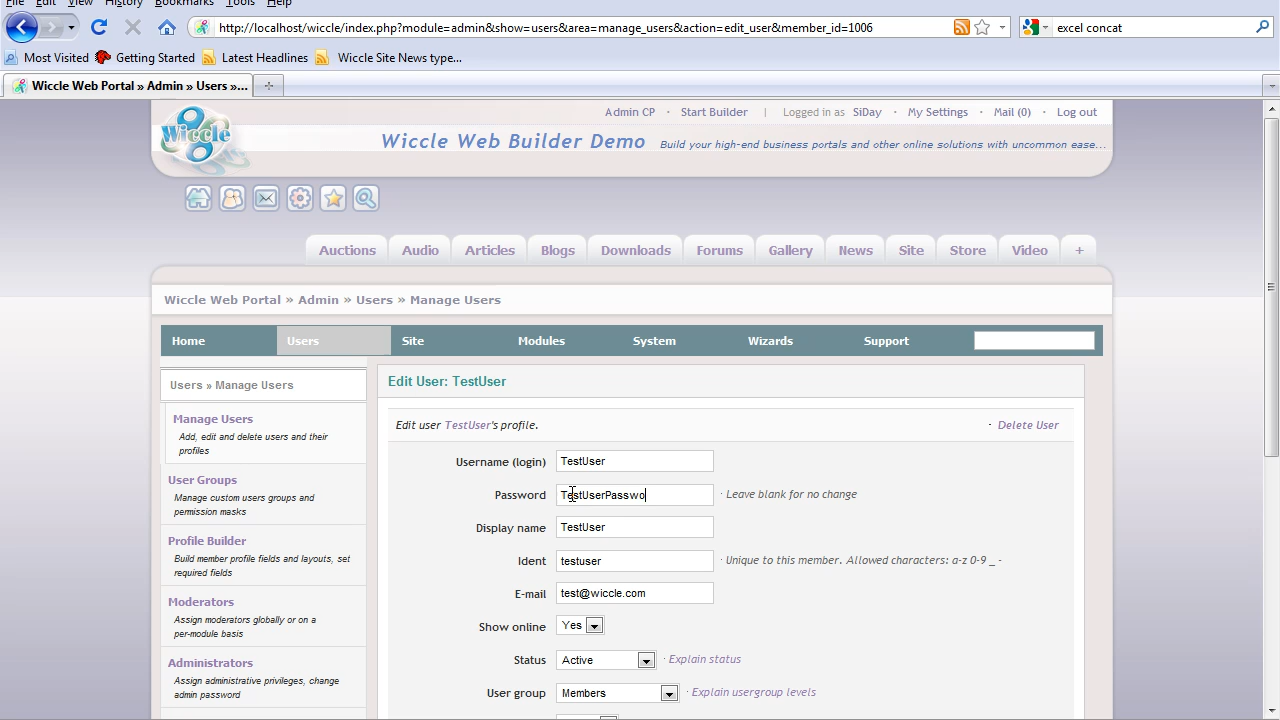 File Edit View History Bookmarks Tools Help
http://localhost/wiccle/index.php?module=admin&show=users&area=manage_users&action=edit_user&member_id=1006
excel concat
Most Visited Getting Started Latest Headlines Wiccle Site News type...
Wiccle Web Portal » Admin » Users »...
Admin CP · Start Builder | Logged in as SiDay · My Settings · Mail (0) · Log out
Wiccle
Wiccle Web Builder Demo Build your high-end business portals and other online solutions with uncommon ease...
Auctions Audio Articles Blogs Downloads Forums Gallery News Site Store Video +
Wiccle Web Portal » Admin » Users » Manage Users
Home Users Site Modules System Wizards Support
Users » Manage Users
Manage Users
Add, edit and delete users and their
profiles
User Groups
Manage custom users groups and
permission masks
Profile Builder
Build member profile fields and layouts, set
required fields
Moderators
Assign moderators globally or on a
per-module basis
Administrators
Assign administrative privileges, change
admin password
Edit User: TestUser
Edit user TestUser's profile. · Delete User
Username (login) TestUser
Password TestUserPasswo · Leave blank for no change
Display name TestUser
Ident testuser · Unique to this member. Allowed characters: a-z 0-9 _ -
E-mail test@wiccle.com
Show online Yes
Status Active · Explain status
User group Members · Explain usergroup levels